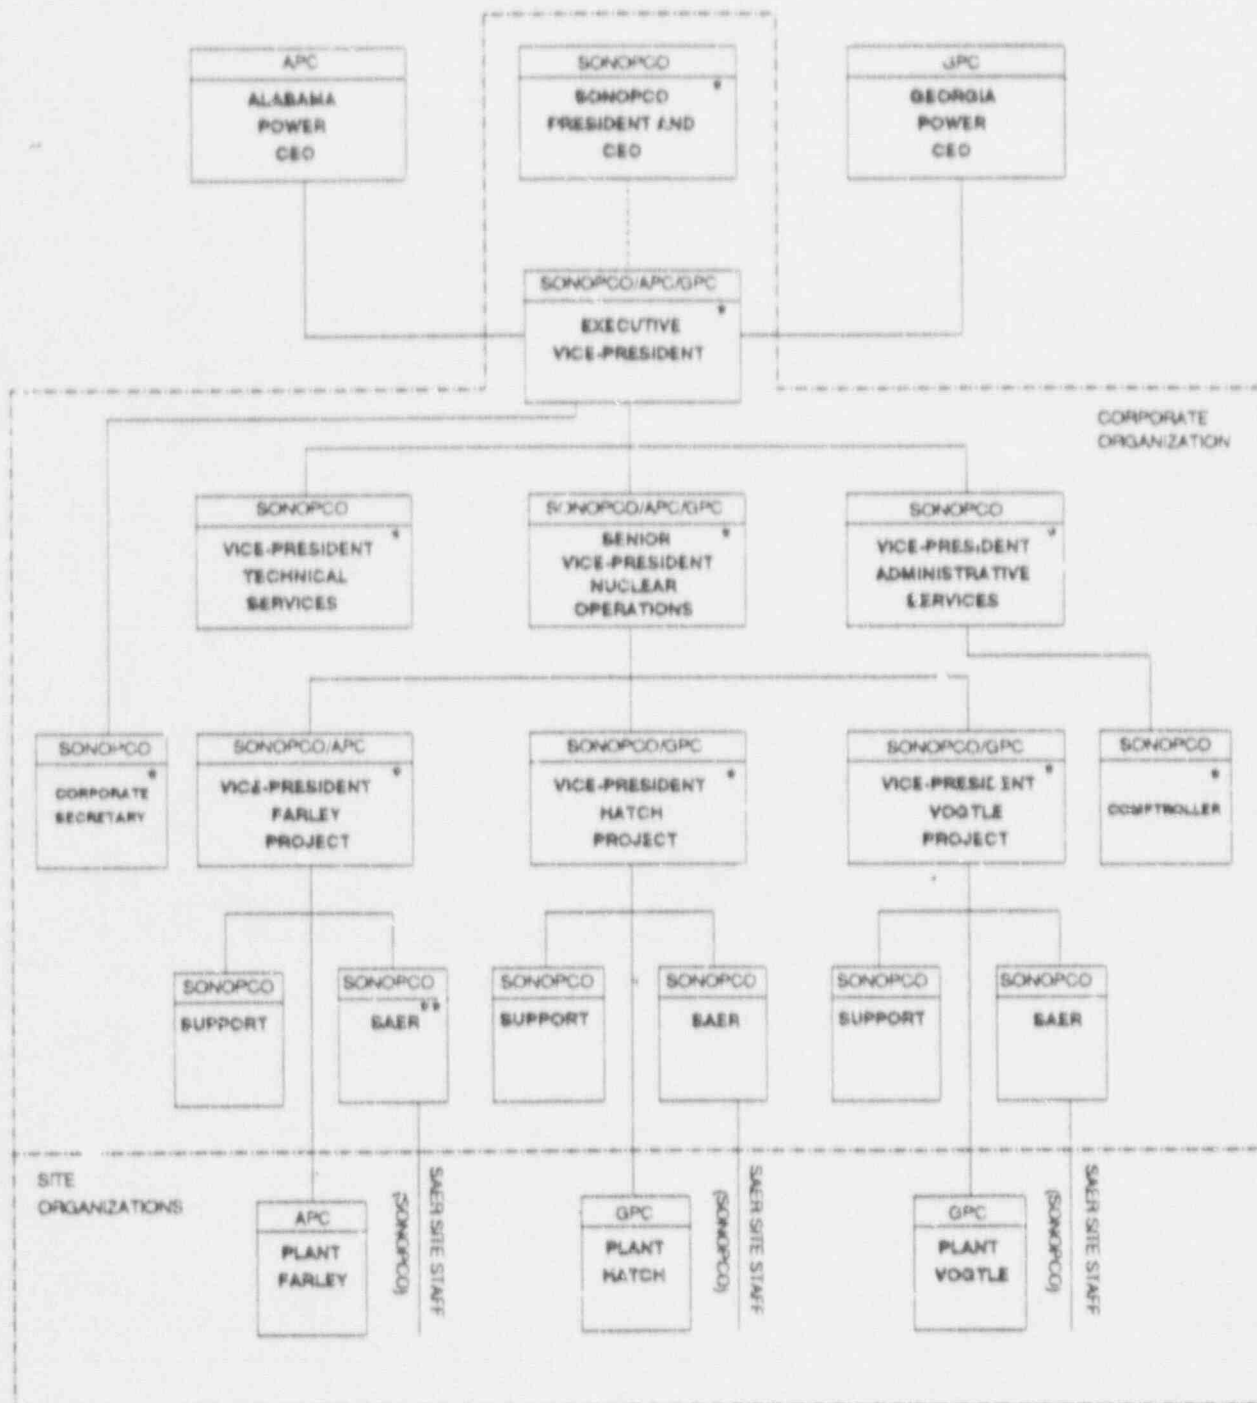 APC
ALABAMA
POWER
CEO
SONOPCO
*
SONOPCO
PRESIDENT AND
CEO
GPC
GEORGIA
POWER
CEO
SONOPCO/APC/GPC
*
EXECUTIVE
VICE-PRESIDENT
CORPORATE
ORGANIZATION
SONOPCO
*
VICE-PRESIDENT
TECHNICAL
SERVICES
SONOPCO/APC/GPC
*
SENIOR
VICE-PRESIDENT
NUCLEAR
OPERATIONS
SONOPCO
*
VICE-PRESIDENT
ADMINISTRATIVE
SERVICES
SONOPCO
*
CORPORATE
SECRETARY
SONOPCO/APC
*
VICE-PRESIDENT
FARLEY
PROJECT
SONOPCO/GPC
*
VICE-PRESIDENT
HATCH
PROJECT
SONOPCO/GPC
*
VICE-PRESIDENT
VOGTLE
PROJECT
SONOPCO
*
COMPTROLLER
SONOPCO
SUPPORT
SONOPCO
**
SAER
SONOPCO
SUPPORT
SONOPCO
SAER
SONOPCO
SUPPORT
SONOPCO
SAER
SITE
ORGANIZATIONS
APC
PLANT
FARLEY
SAER SITE STAFF
(SONOPCO)
GPC
PLANT
HATCH
SAER SITE STAFF
(SONOPCO)
GPC
PLANT
VOGTLE
SAER SITE STAFF
(SONOPCO)